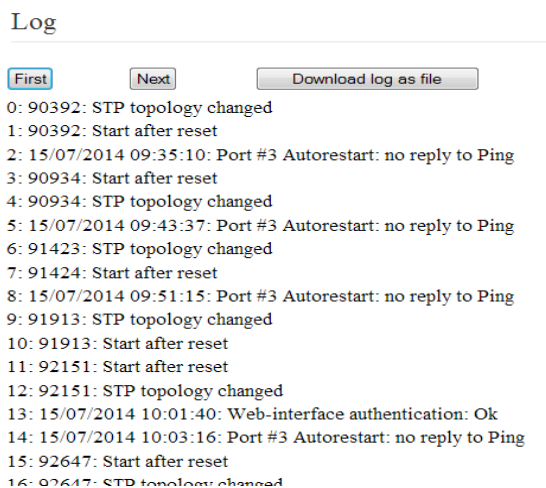 Log
First Next Download log as file
0: 90392: STP topology changed
1: 90392: Start after reset
2: 15/07/2014 09:35:10: Port #3 Autorestart: no reply to Ping
3: 90934: Start after reset
4: 90934: STP topology changed
5: 15/07/2014 09:43:37: Port #3 Autorestart: no reply to Ping
6: 91423: STP topology changed
7: 91424: Start after reset
8: 15/07/2014 09:51:15: Port #3 Autorestart: no reply to Ping
9: 91913: STP topology changed
10: 91913: Start after reset
11: 92151: Start after reset
12: 92151: STP topology changed
13: 15/07/2014 10:01:40: Web-interface authentication: Ok
14: 15/07/2014 10:03:16: Port #3 Autorestart: no reply to Ping
15: 92647: Start after reset
16: 92647: STP topology changed